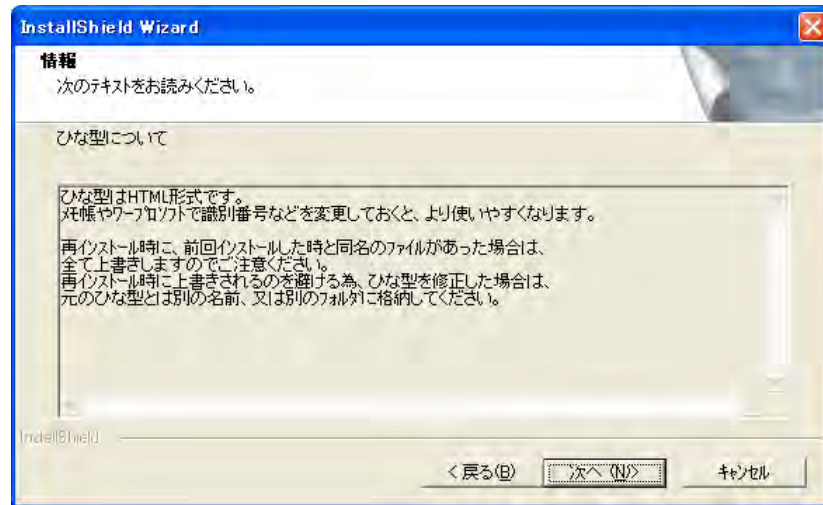 InstallShield Wizard
情報
次のテキストをお読みください。
ひな型について
ひな型はHTML形式です。
メモ帳やワープロソフトで識別番号などを変更しておくと、より使いやすくなります。
再インストール時に、前回インストールした時と同名のファイルがあった場合は、
全て上書きしますのでご注意ください。
再インストール時に上書きされるのを避ける為、ひな型を修正した場合は、
元のひな型とは別の名前、又は別のフォルダに格納してください。
InstallShield
< 戻る(B)
次へ (N)>
キャンセル